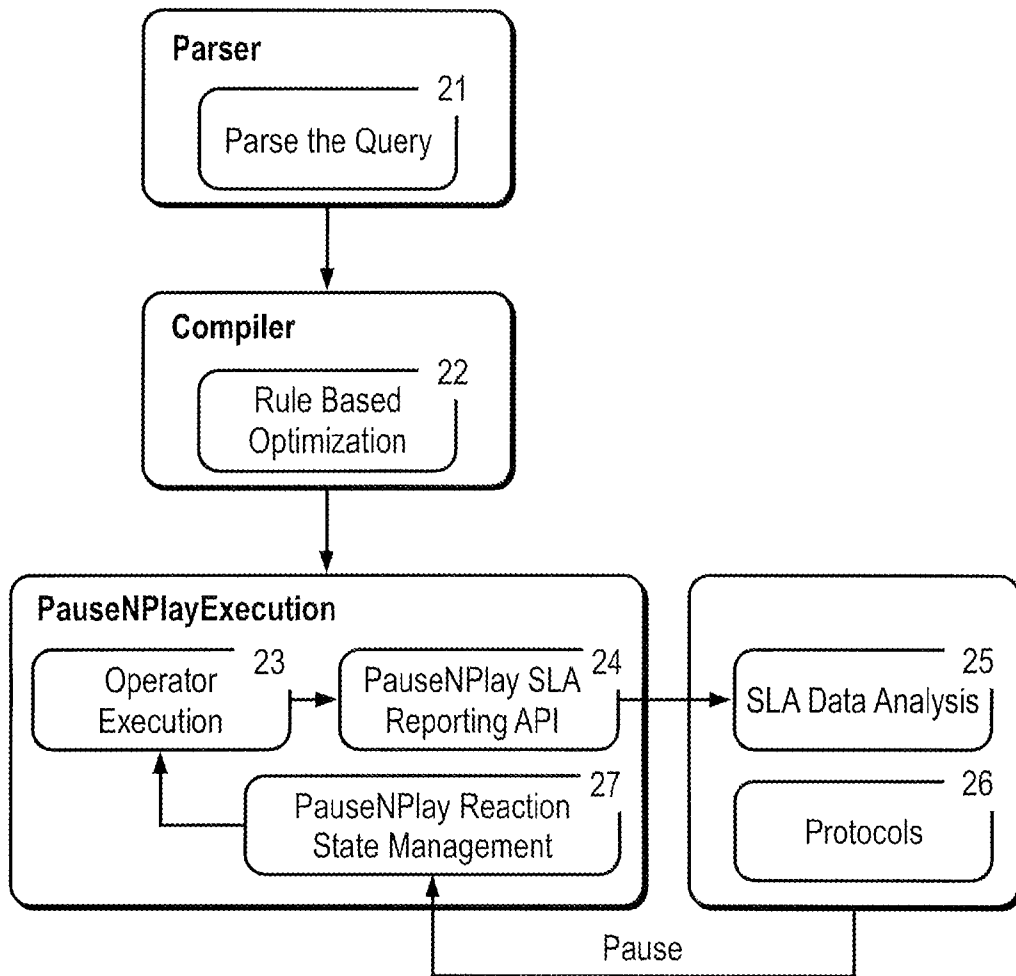 Parser
21
Parse the Query
Compiler
22
Rule Based
Optimization
PauseNPlayExecution
23
Operator
Execution
24
PauseNPlay SLA
Reporting API
27
PauseNPlay Reaction
State Management
25
SLA Data Analysis
26
Protocols
Pause